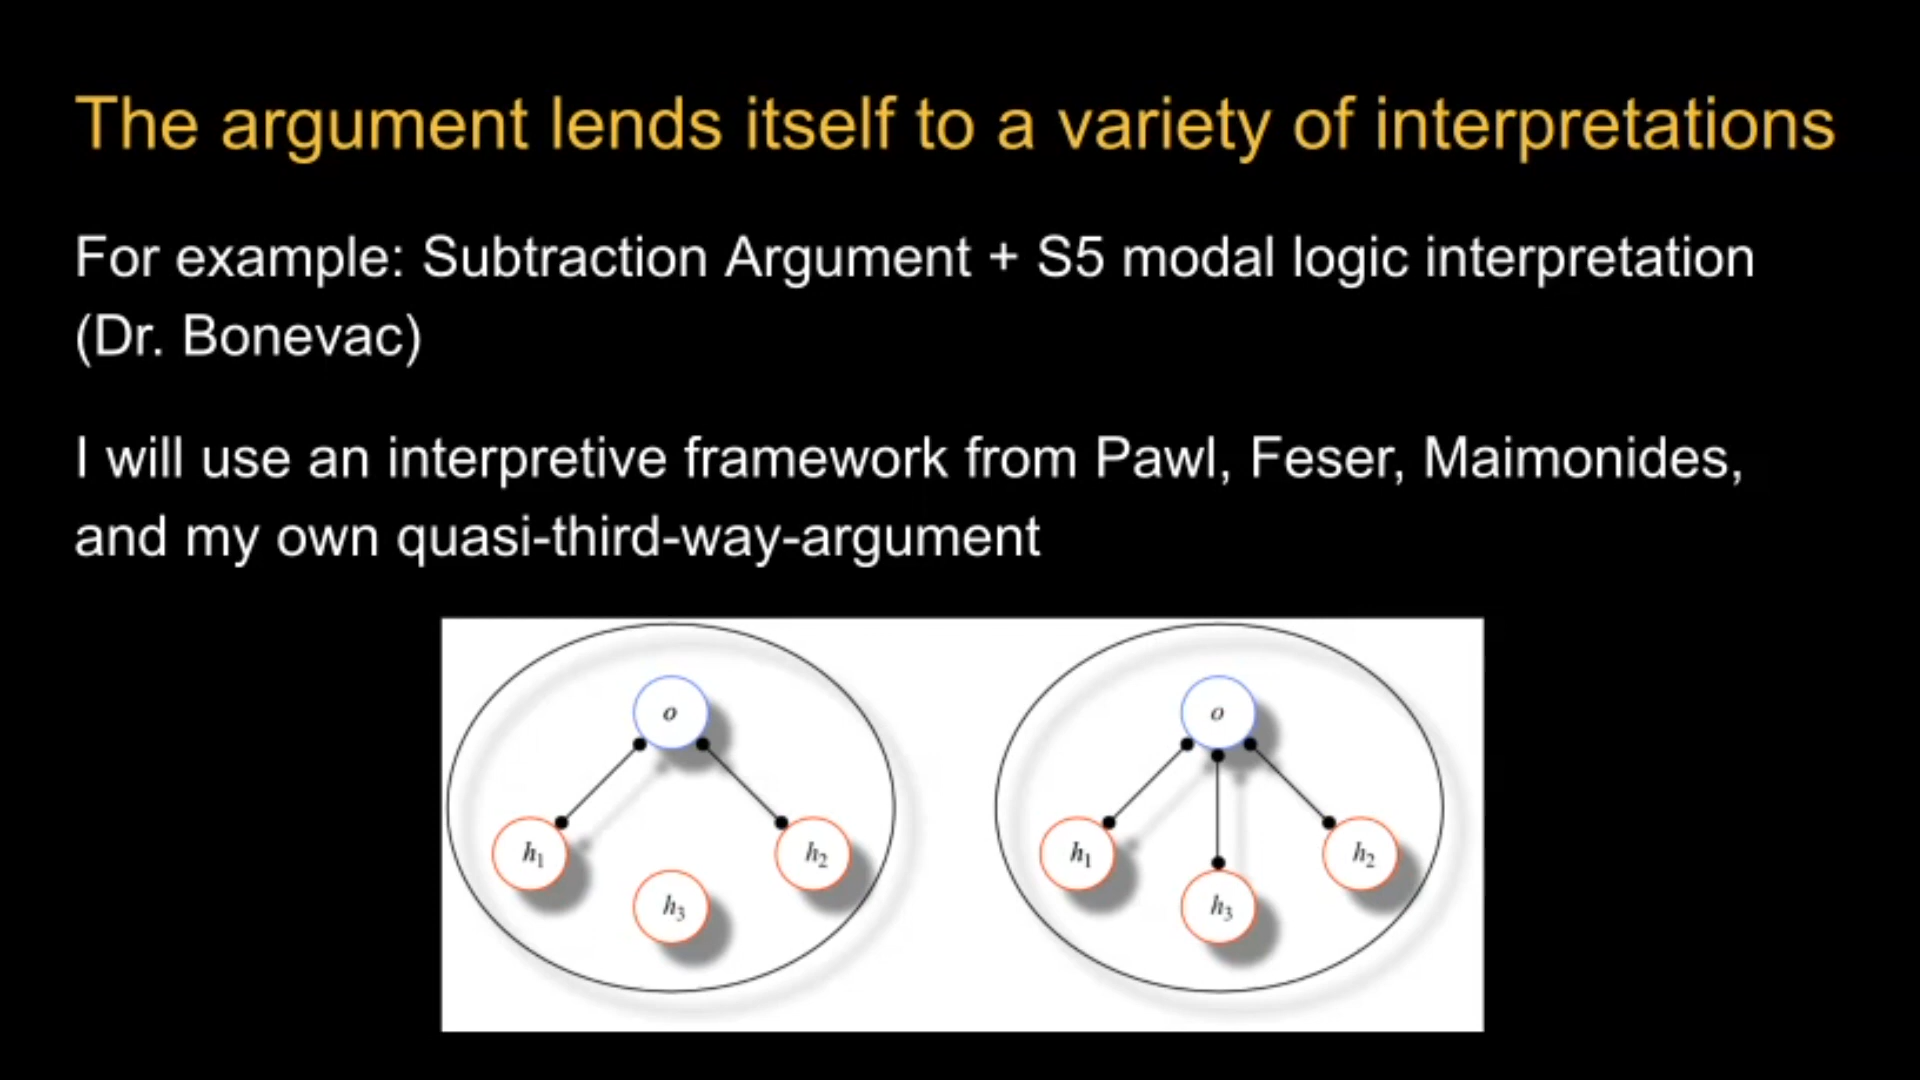 The argument lends itself to a variety of interpretations
For example: Subtraction Argument + S5 modal logic interpretation
(Dr. Bonevac)
I will use an interpretive framework from Pawl, Feser, Maimonides,
and my own quasi-third-way-argument
o
h₁
h₂
h₃
o
h₁
h₂
h₃